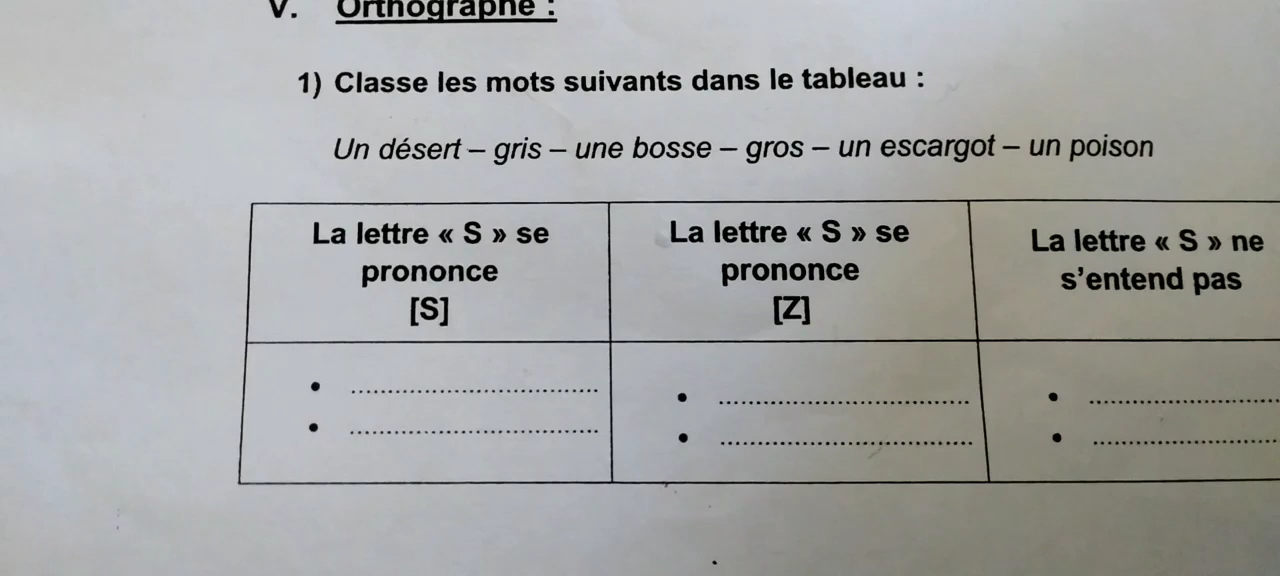 V. Orthographe :
1) Classe les mots suivants dans le tableau :
Un désert – gris – une bosse – gros – un escargot – un poison
La lettre « S » se
prononce
[S]
La lettre « S » se
prononce
[Z]
La lettre « S » ne
s'entend pas
• ........................................
• ........................................
• ........................................
• ........................................
• ........................................
• ........................................